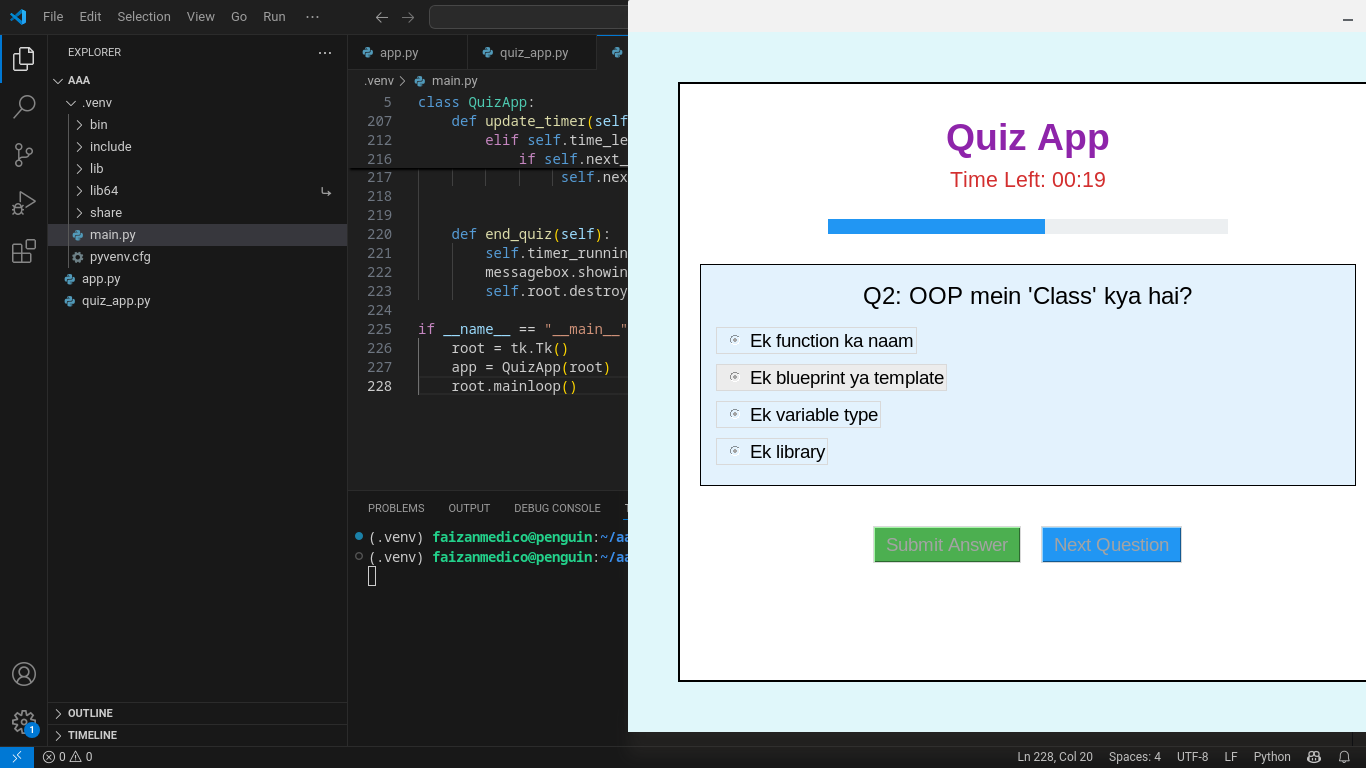 File Edit Selection View Go Run ···
EXPLORER ···
AAA
.venv
bin
include
lib
lib64
share
main.py
pyvenv.cfg
app.py
quiz_app.py
OUTLINE
TIMELINE
app.py quiz_app.py
.venv > main.py
5 class QuizApp:
207 def update_timer(self
212 elif self.time_le
216 if self.next_
217 self.nex
218
219
220 def end_quiz(self):
221 self.timer_runnin
222 messagebox.showin
223 self.root.destroy
224
225 if __name__ == "__main__"
226 root = tk.Tk()
227 app = QuizApp(root)
228 root.mainloop()
PROBLEMS OUTPUT DEBUG CONSOLE
(.venv) faizanmedico@penguin:~/aa
(.venv) faizanmedico@penguin:~/aa
Quiz App
Time Left: 00:19
Q2: OOP mein 'Class' kya hai?
Ek function ka naam
Ek blueprint ya template
Ek variable type
Ek library
Submit Answer Next Question
1
0 0 Ln 228, Col 20 Spaces: 4 UTF-8 LF Python